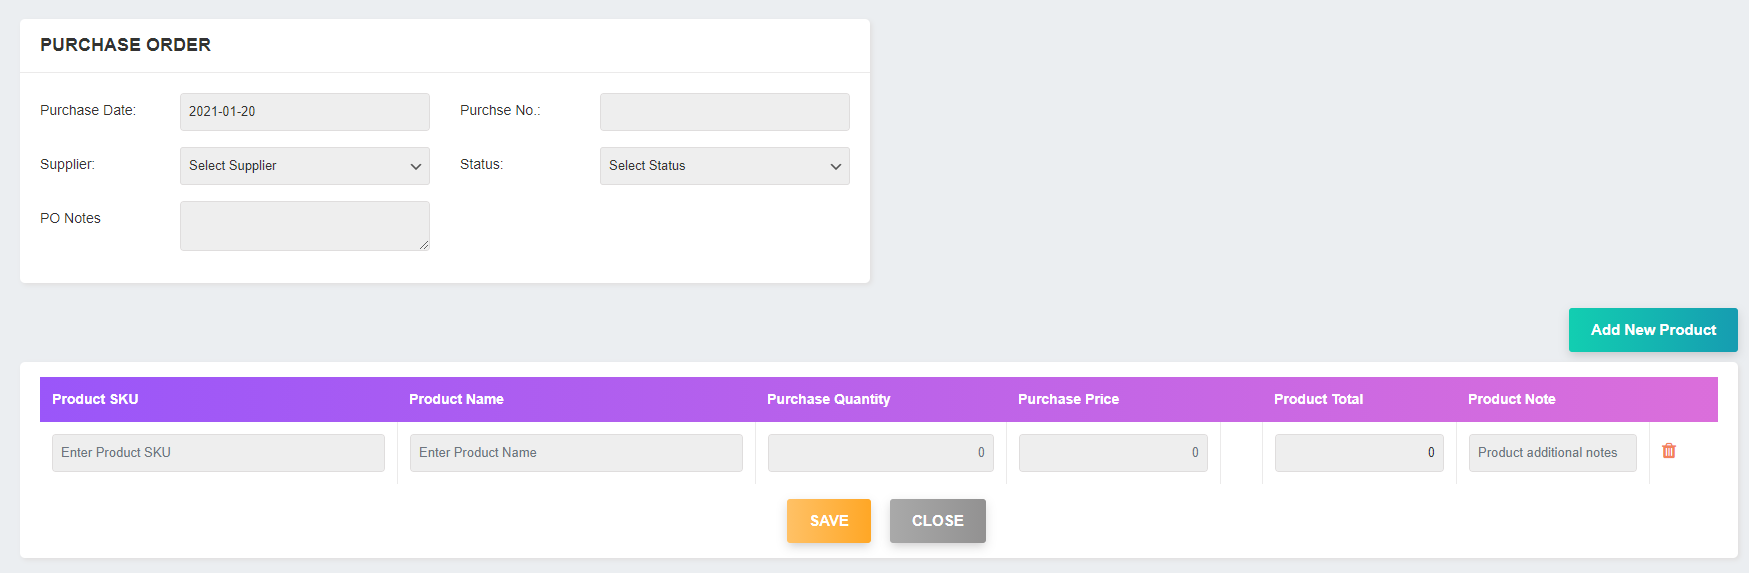 PURCHASE ORDER
Purchase Date: 2021-01-20 Purchse No.:
Supplier: Select Supplier Status: Select Status
PO Notes
Add New Product
Product SKU Product Name Purchase Quantity Purchase Price Product Total Product Note
Enter Product SKU Enter Product Name 0 0 0 Product additional notes
SAVE CLOSE